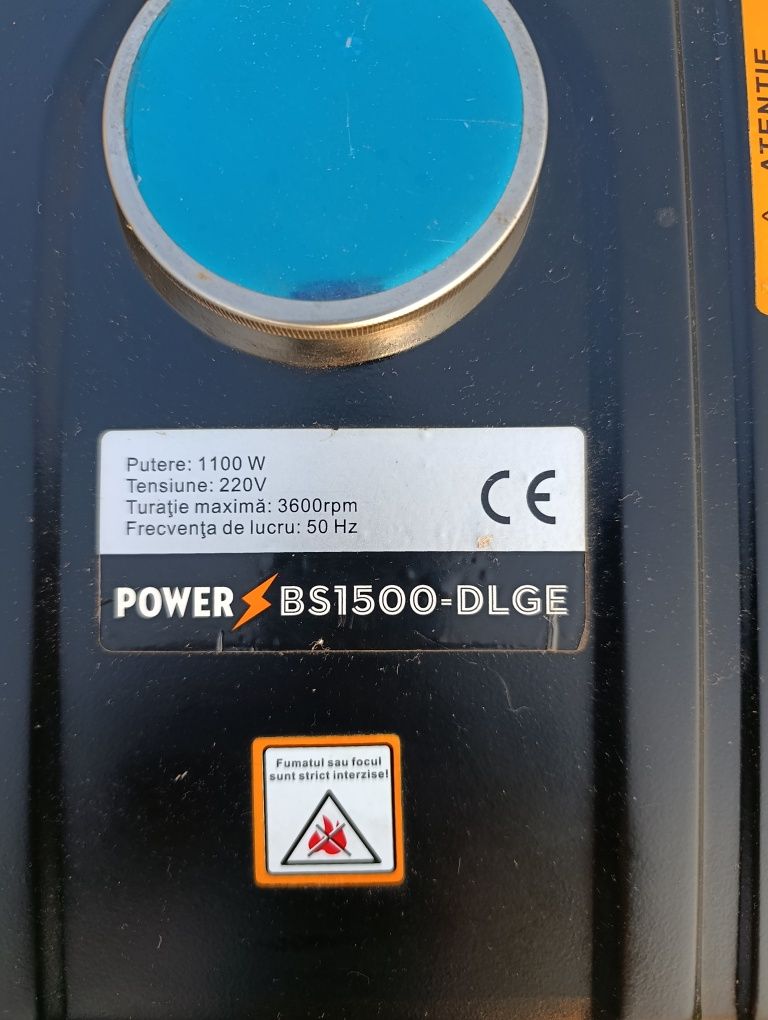 ATENTIE
Putere: 1100 W
Tensiune: 220V
Turaţie maximă: 3600rpm
Frecvenţa de lucru: 50 Hz
CE
POWER BS1500-DLGE
Fumatul sau focul
sunt strict interzise!